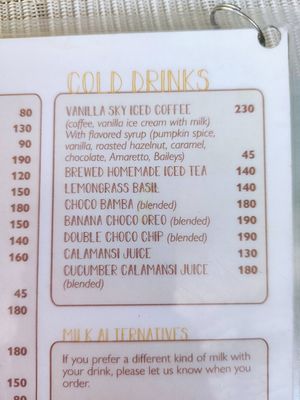 COLD DRINKS
VANILLA SKY ICED COFFEE 230
(coffee, vanilla ice cream with milk)
With flavored syrup (pumpkin spice,
vanilla, roasted hazelnut, caramel,
chocolate, Amaretto, Baileys) 45
BREWED HOMEMADE ICED TEA 140
LEMONGRASS BASIL 140
CHOCO BAMBA (blended) 180
BANANA CHOCO OREO (blended) 190
DOUBLE CHOCO CHIP (blended) 190
CALAMANSI JUICE 130
CUCUMBER CALAMANSI JUICE 180
(blended)
MILK ALTERNATIVES
If you prefer a different kind of milk with
your drink, please let us know when you
order.
80
130
90
190
120
150
180
150
140
160
45
180
180
150
80